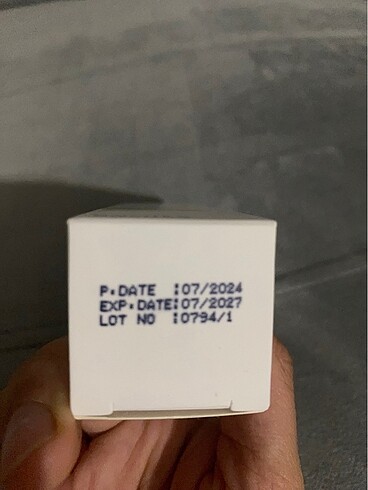 P.DATE :07/2024
EXP.DATE:07/2027
LOT NO :0794/1